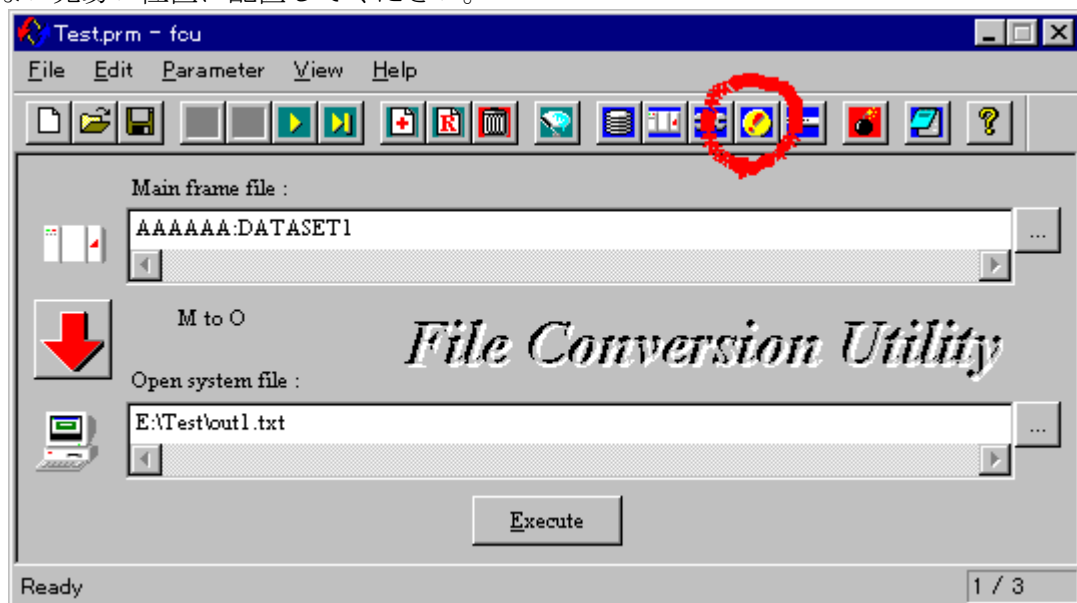 Test.prm - fcu
File Edit Parameter View Help
R
Main frame file :
AAAAAA:DATASET1
...
M to O
File Conversion Utility
Open system file :
E:\Test\out1.txt
...
Execute
Ready 1 / 3